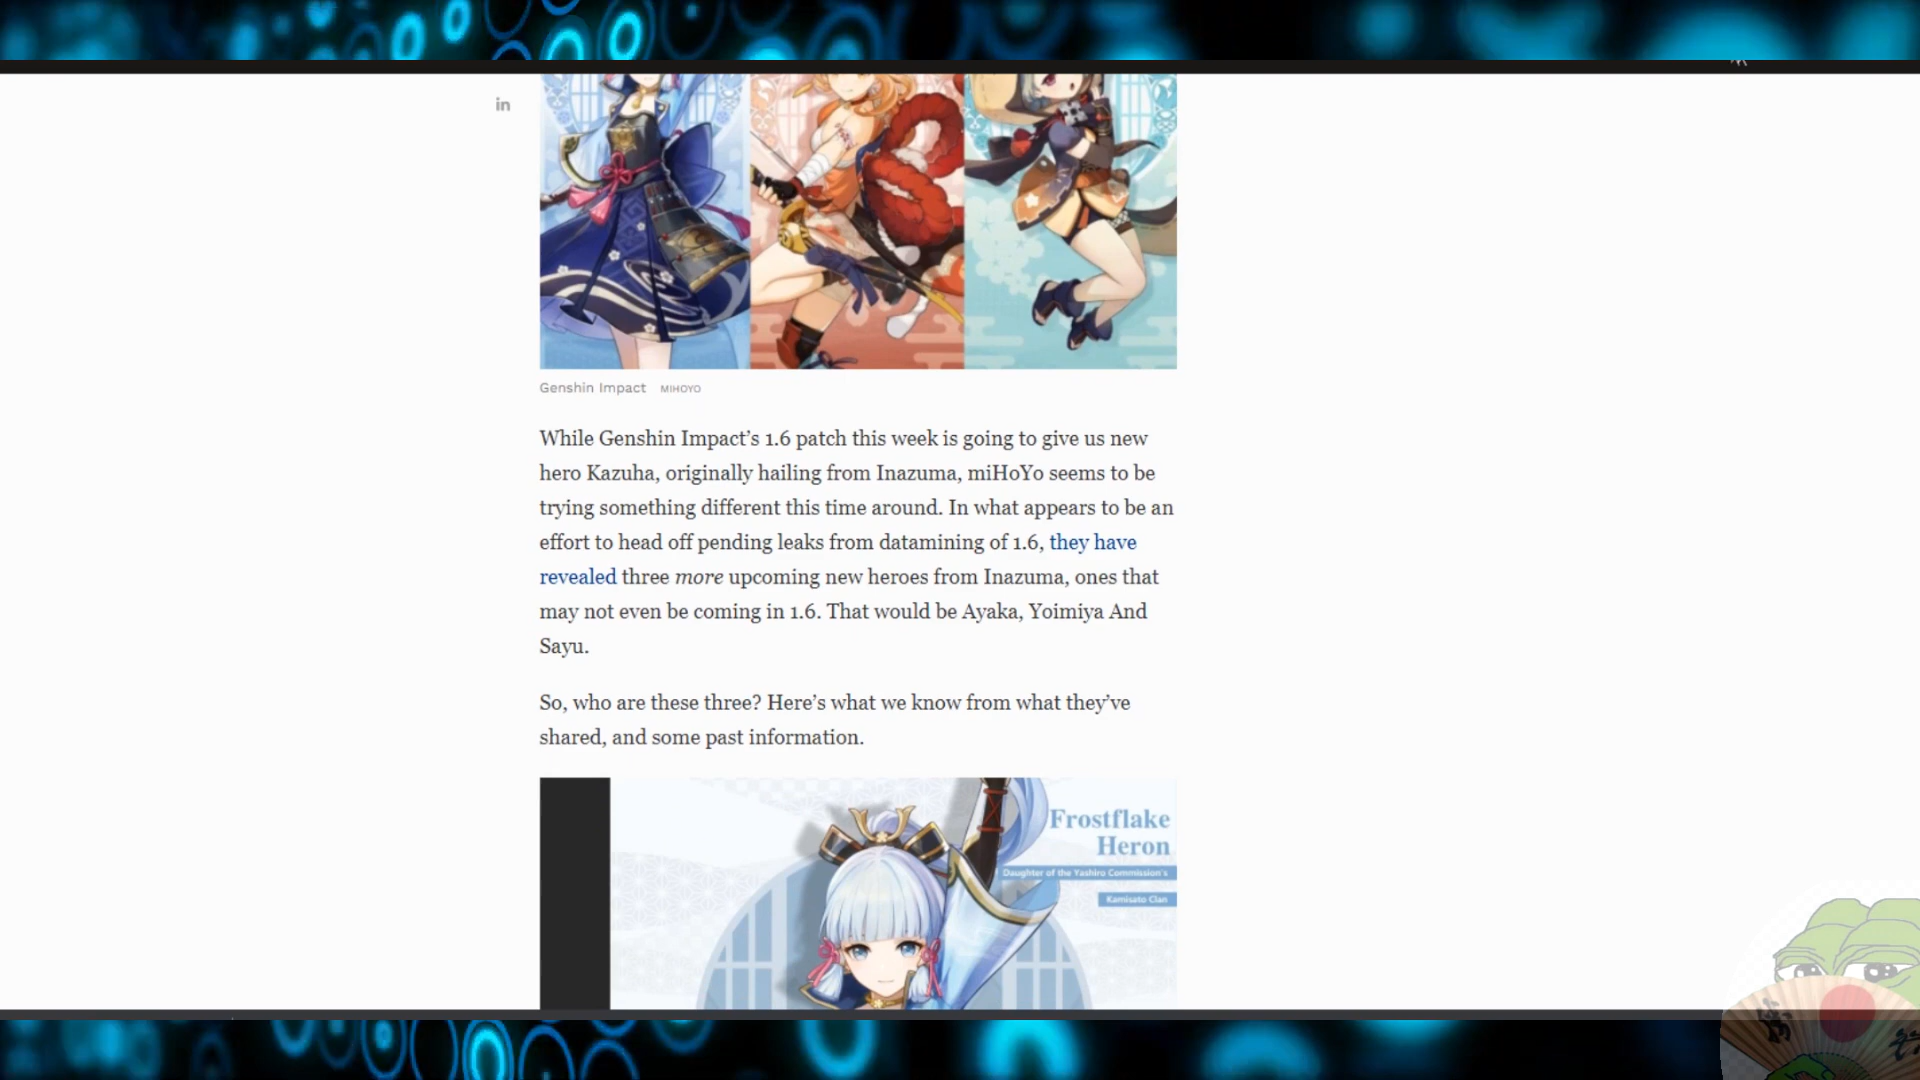 in
Genshin Impact MIHOYO
While Genshin Impact’s 1.6 patch this week is going to give us new
hero Kazuha, originally hailing from Inazuma, miHoYo seems to be
trying something different this time around. In what appears to be an
effort to head off pending leaks from datamining of 1.6, they have
revealed three more upcoming new heroes from Inazuma, ones that
may not even be coming in 1.6. That would be Ayaka, Yoimiya And
Sayu.
So, who are these three? Here’s what we know from what they’ve
shared, and some past information.
Frostflake
Heron
Daughter of the Yashiro Commission's
Kamisato Clan